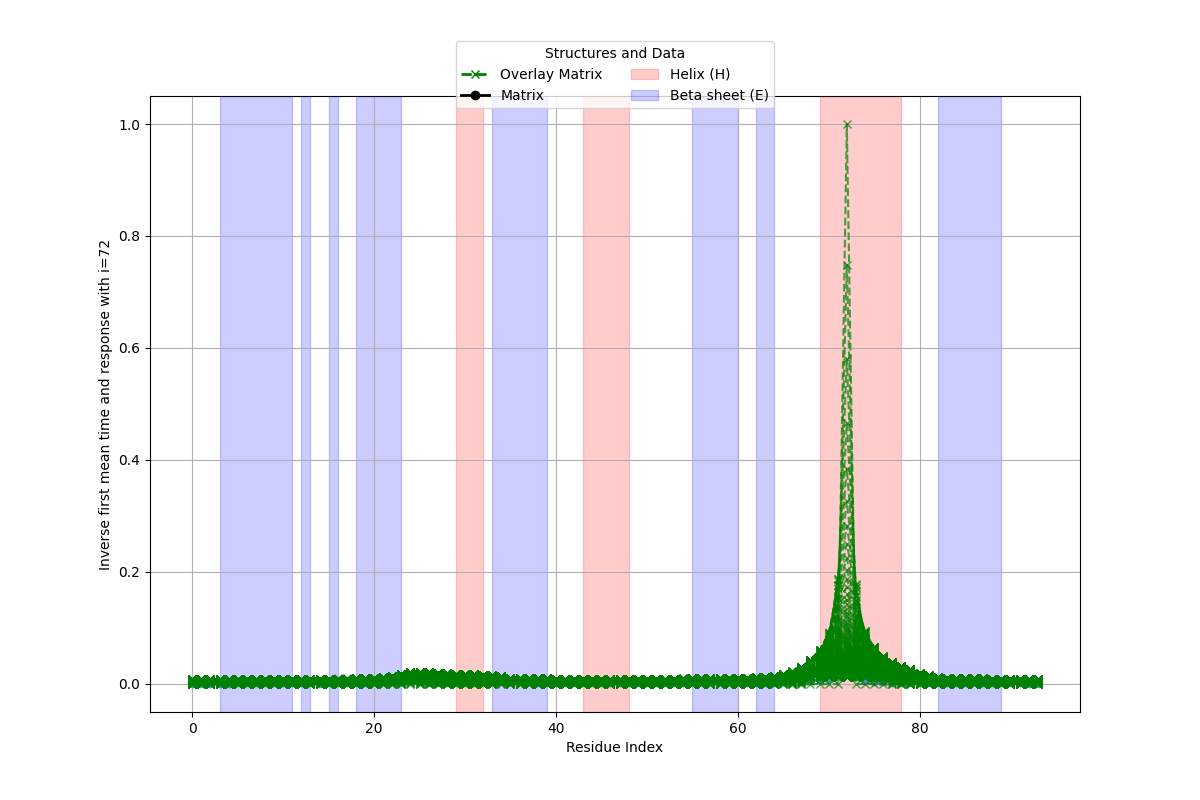 Structures and Data
Overlay Matrix
Matrix
Helix (H)
Beta sheet (E)
Inverse first mean time and response with i=72
1.0
0.8
0.6
0.4
0.2
0.0
0 20 40 60 80
Residue Index